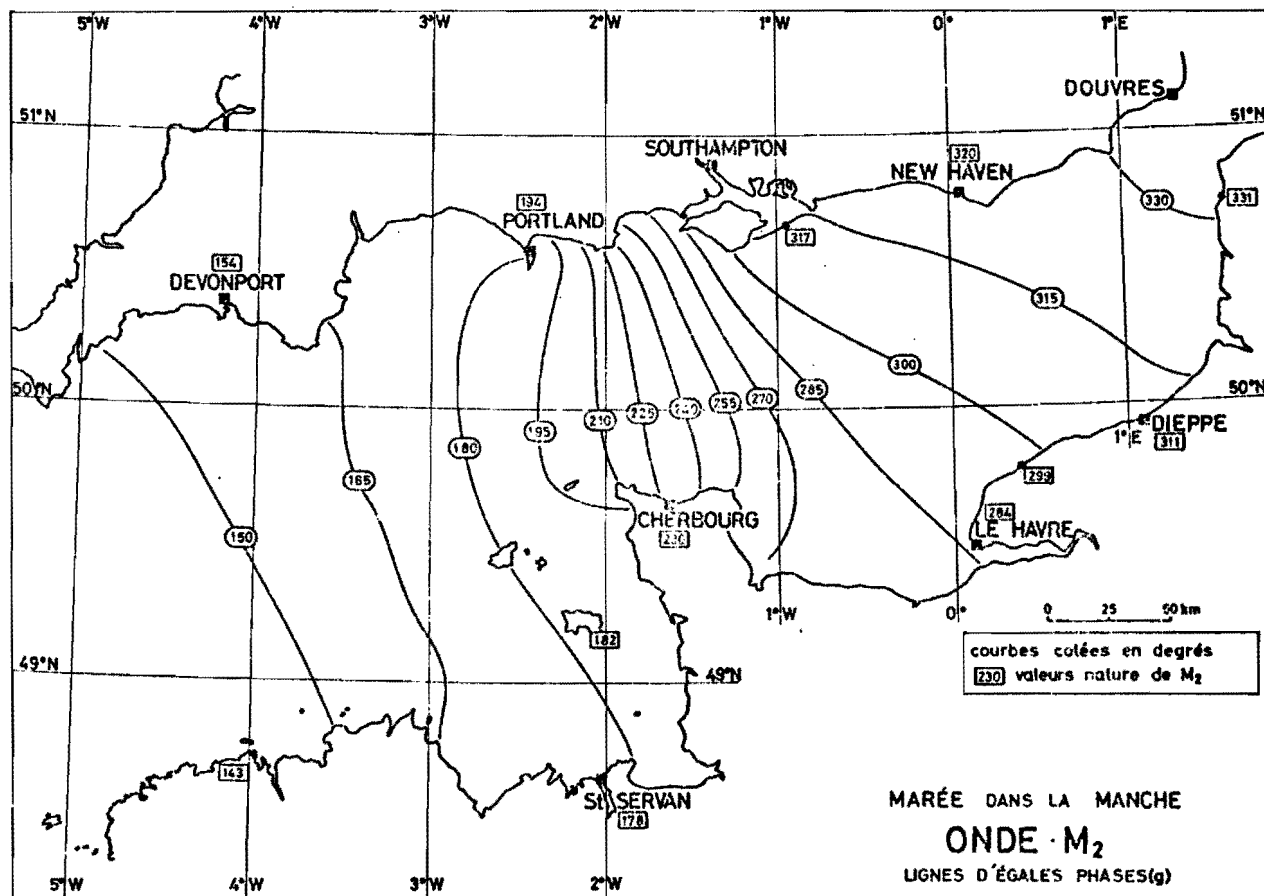 5°W 4°W 3°W 2°W 1°W 0° 1°E
DOUVRES
51°N 51°N
SOUTHAMPTON
320
NEW HAVEN
194
PORTLAND
330
331
317
154
DEVONPORT
315
300
285
50°N 50°N
210 225 240 255 270
195
180
DIEPPE
1°E
311
165
299
CHERBOURG
230
284
LE HAVRE
150
1°W 0°
0 25 50 km
182
courbes cotées en degrés
230 valeurs nature de M2
49°N 49°N
143
St SERVAN
178
MARÉE DANS LA MANCHE
ONDE · M2
LIGNES D'ÉGALES PHASES(g)
5°W 4°W 3°W 2°W